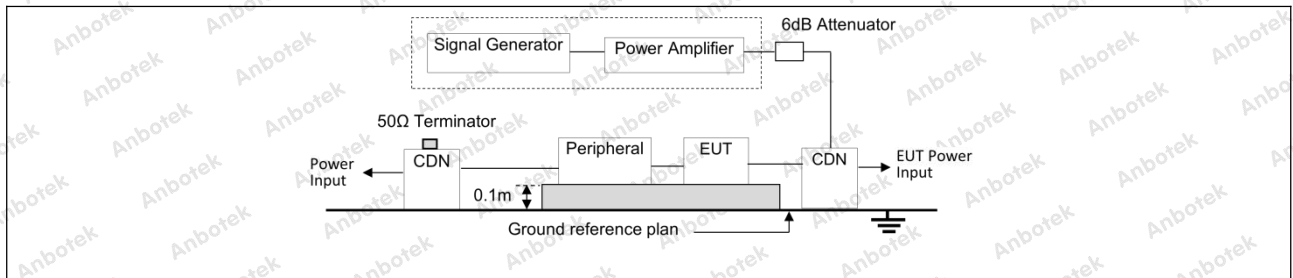 6dB Attenuator
Signal Generator
Power Amplifier
50Ω Terminator
CDN
Peripheral
EUT
CDN
Power
Input
EUT Power
Input
0.1m
Ground reference plan
Anbotek